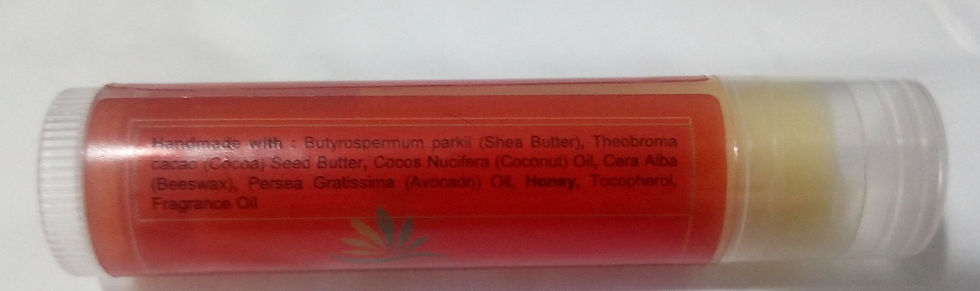 Handmade with : Butyrospermum parkii (Shea Butter), Theobroma
cacao (Cocoa) Seed Butter, Cocos Nucifera (Coconut) Oil, Cera Alba
(Beeswax), Persea Gratissima (Avocado) Oil, Honey, Tocopherol,
Fragrance Oil